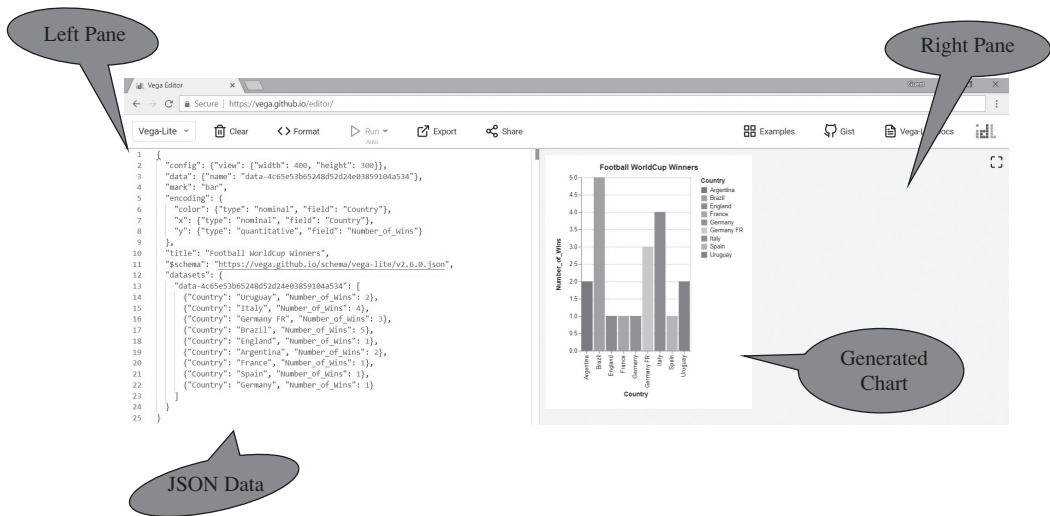 Left Pane
Right Pane
Vega Editor
Guest
Secure | https://vega.github.io/editor/
Vega-Lite
Clear
Format
Run
Auto
Export
Share
Examples
Gist
1 {
2 "config": {"view": {"width": 400, "height": 300}},
3 "data": {"name": "data-4c65e53b65248d52d24e03859104a534"},
4 "mark": "bar",
5 "encoding": {
6 "color": {"type": "nominal", "field": "Country"},
7 "x": {"type": "nominal", "field": "Country"},
8 "y": {"type": "quantitative", "field": "Number_of_Wins"}
9 },
10 "title": "Football WorldCup Winners",
11 "$schema": "https://vega.github.io/schema/vega-lite/v2.6.0.json",
12 "datasets": {
13 "data-4c65e53b65248d52d24e03859104a534": [
14 {"Country": "Uruguay", "Number_of_Wins": 2},
15 {"Country": "Italy", "Number_of_Wins": 4},
16 {"Country": "Germany FR", "Number_of_Wins": 3},
17 {"Country": "Brazil", "Number_of_Wins": 5},
18 {"Country": "England", "Number_of_Wins": 1},
19 {"Country": "Argentina", "Number_of_Wins": 2},
20 {"Country": "France", "Number_of_Wins": 1},
21 {"Country": "Spain", "Number_of_Wins": 1},
22 {"Country": "Germany", "Number_of_Wins": 1}
23 ]
24 }
25 }
Football WorldCup Winners
Number_of_Wins
5.0
4.5
4.0
3.5
3.0
2.5
2.0
1.5
1.0
0.5
0.0
Argentina
Brazil
England
France
Germany
Germany FR
Italy
Spain
Uruguay
Country
Country
Argentina
Brazil
England
France
Germany
Germany FR
Italy
Spain
Uruguay
Generated
Chart
JSON Data